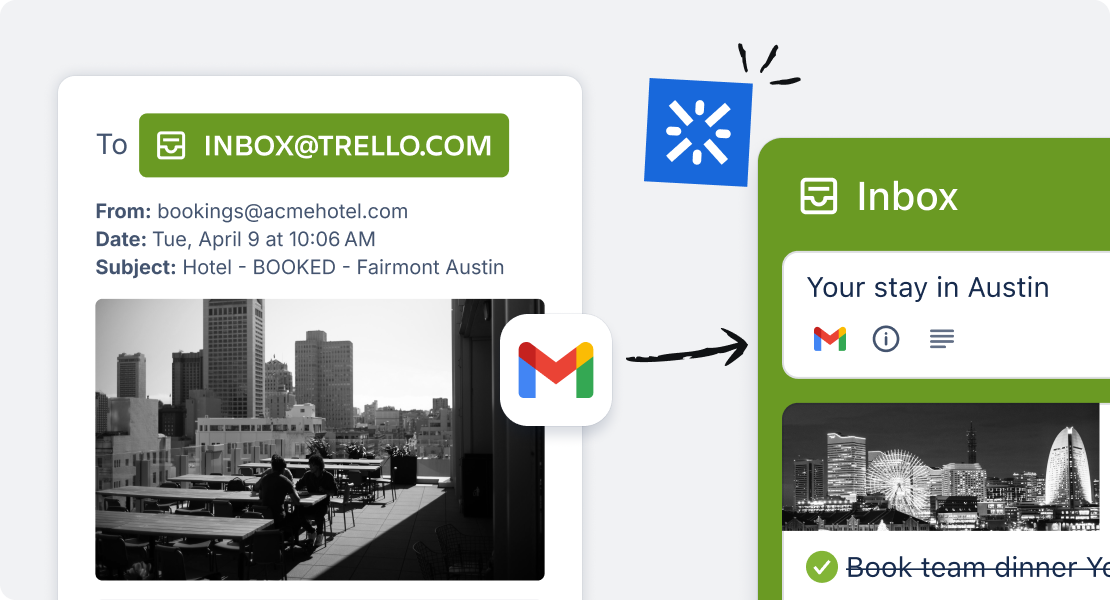 To INBOX@TRELLO.COM
From: bookings@acmehotel.com
Date: Tue, April 9 at 10:06 AM
Subject: Hotel - BOOKED - Fairmont Austin
Inbox
Your stay in Austin
Book team dinner